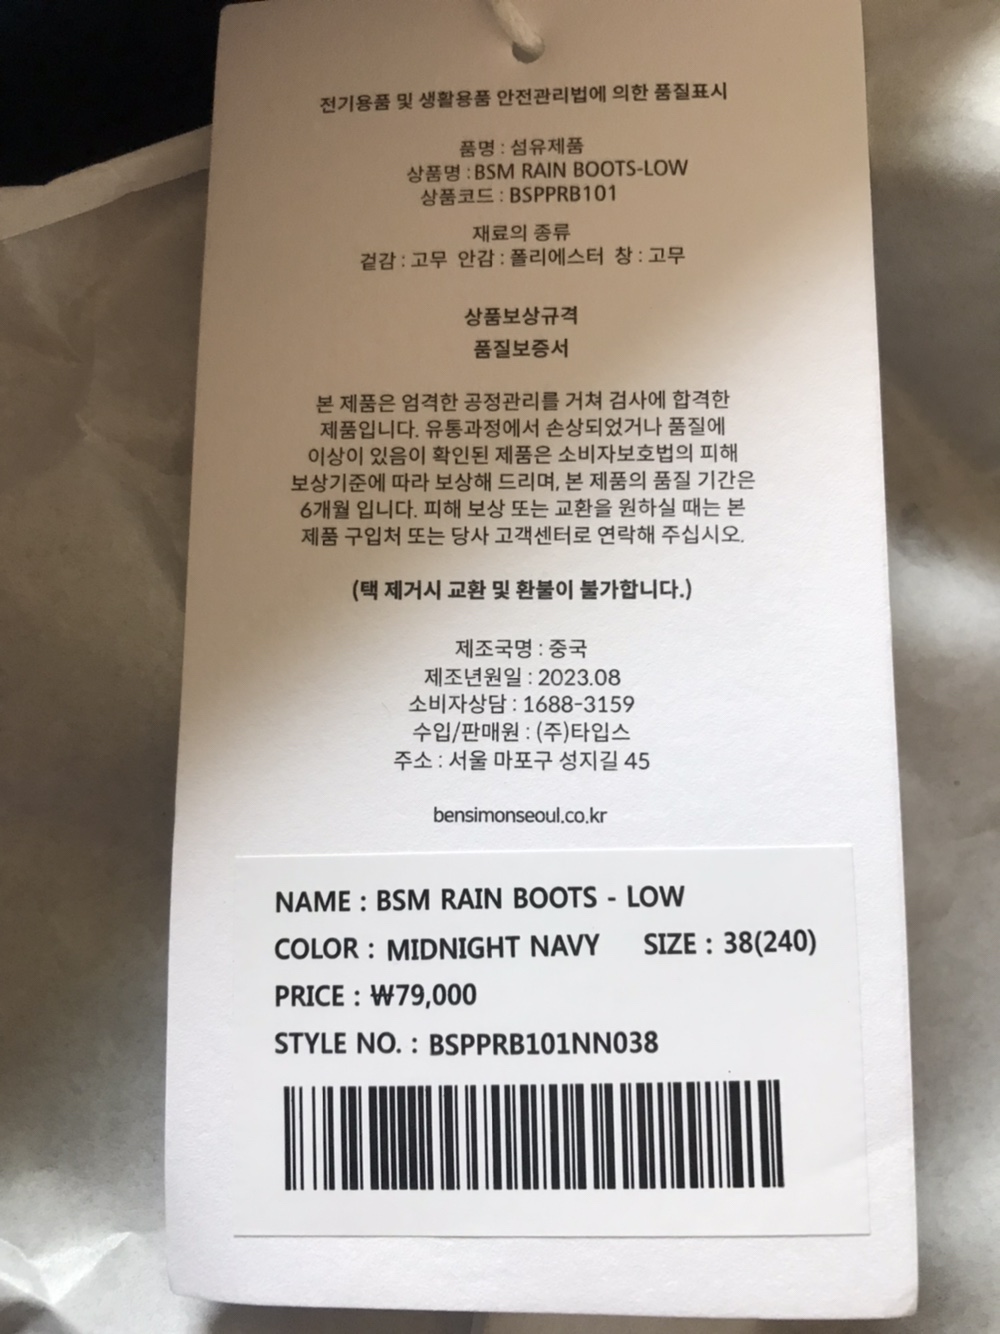 전기용품 및 생활용품 안전관리법에 의한 품질표시
품명 : 섬유제품
상품명 : BSM RAIN BOOTS-LOW
상품코드 : BSPPRB101
재료의 종류
겉감 : 고무 안감 : 폴리에스터 창 : 고무
상품보상규격
품질보증서
본 제품은 엄격한 공정관리를 거쳐 검사에 합격한
제품입니다. 유통과정에서 손상되었거나 품질에
이상이 있음이 확인된 제품은 소비자보호법의 피해
보상기준에 따라 보상해 드리며, 본 제품의 품질 기간은
6개월 입니다. 피해 보상 또는 교환을 원하실 때는 본
제품 구입처 또는 당사 고객센터로 연락해 주십시오.
(택 제거시 교환 및 환불이 불가합니다.)
제조국명 : 중국
제조년원일 : 2023.08
소비자상담 : 1688-3159
수입/판매원 : (주)타입스
주소 : 서울 마포구 성지길 45
bensimonseoul.co.kr
NAME : BSM RAIN BOOTS - LOW
COLOR : MIDNIGHT NAVY SIZE : 38(240)
PRICE : ₩79,000
STYLE NO. : BSPPRB101NN038